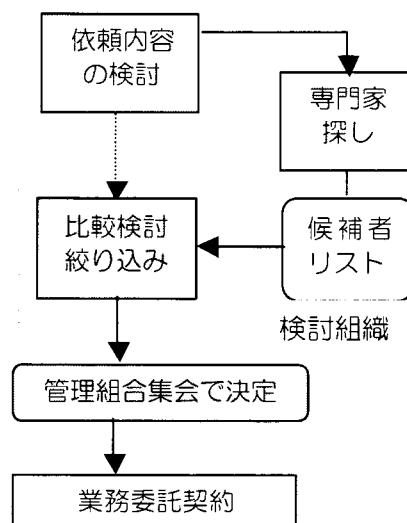 依頼内容
の検討
専門家
探し
比較検討
絞り込み
候補者
リスト
検討組織
管理組合集会で決定
業務委託契約